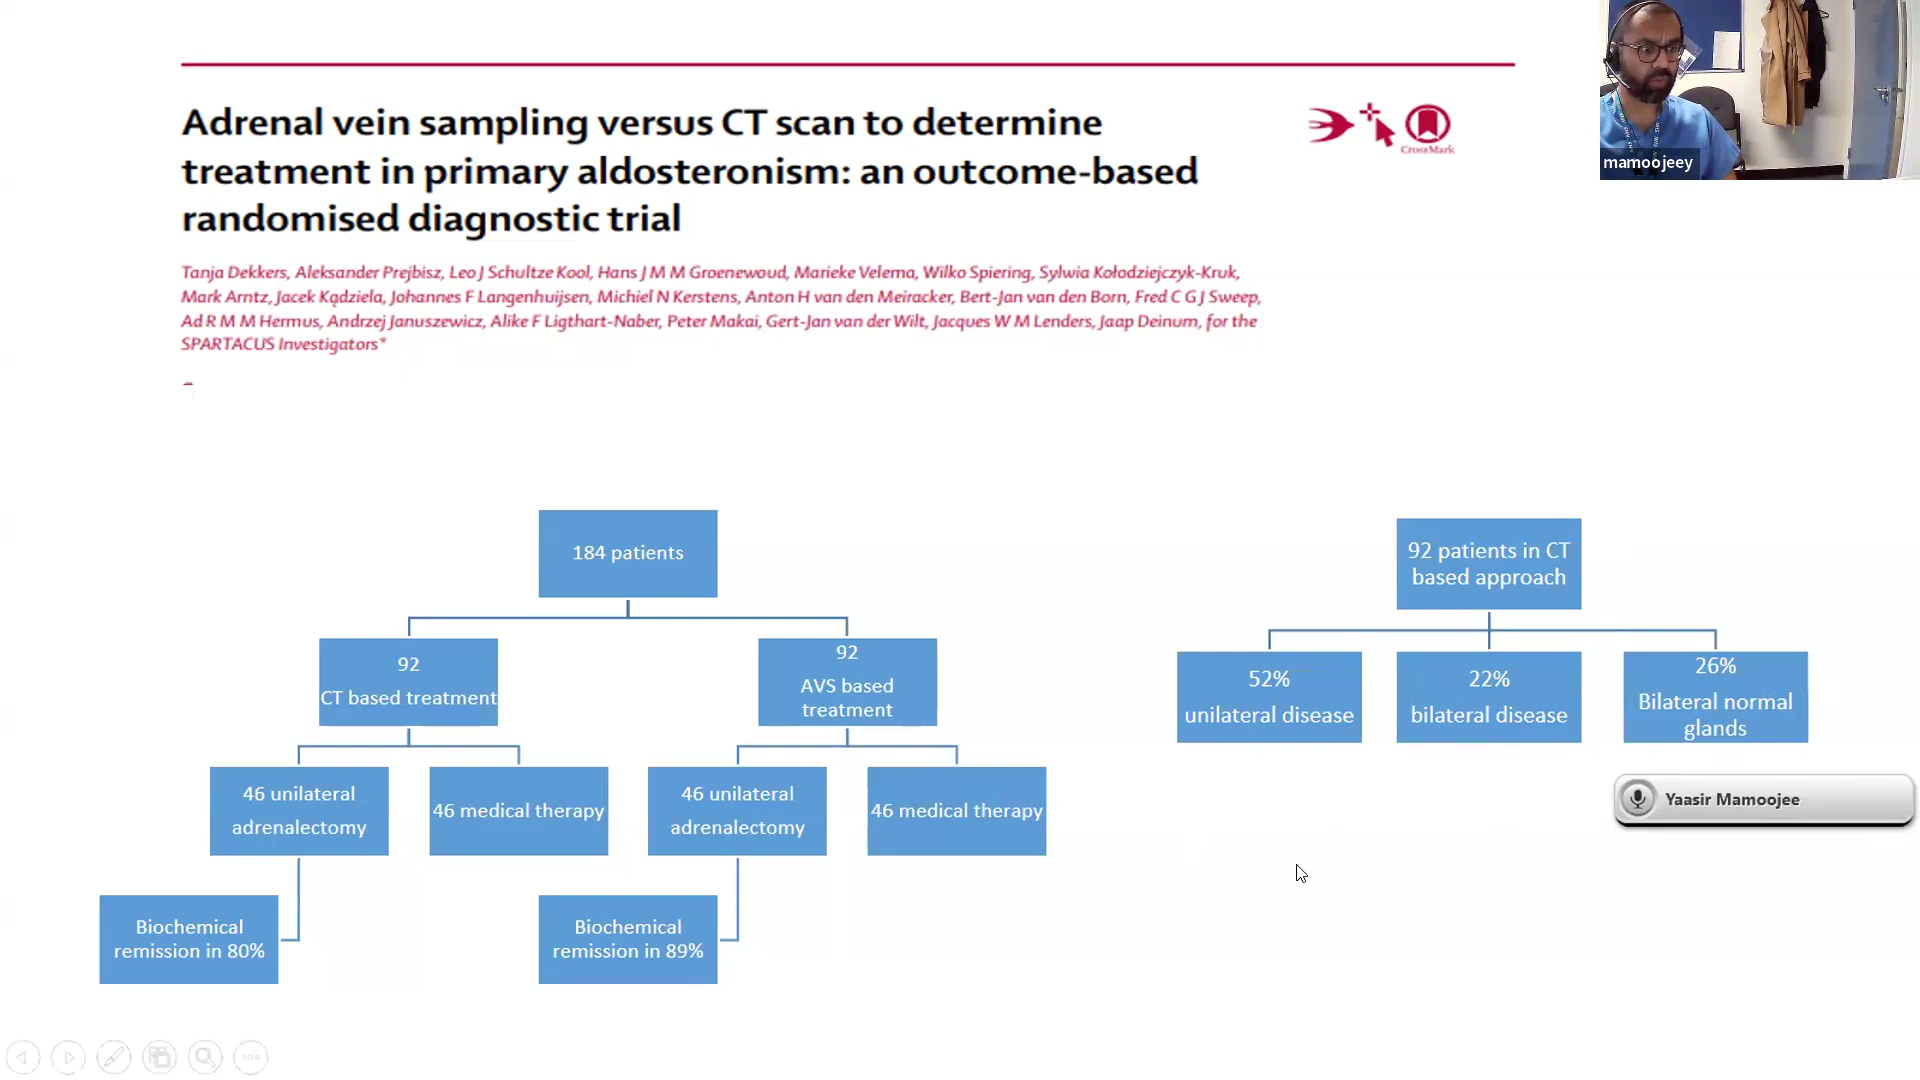 Adrenal vein sampling versus CT scan to determine
treatment in primary aldosteronism: an outcome-based
randomised diagnostic trial
CrossMark
mamoojeey
Tanja Dekkers, Aleksander Prejbisz, Leo J Schultze Kool, Hans J M M Groenewoud, Marieke Velema, Wilko Spiering, Sylwia Kołodziejczyk-Kruk,
Mark Arntz, Jacek Kądziela, Johannes F Langenhuijsen, Michiel N Kerstens, Anton H van den Meiracker, Bert-Jan van den Born, Fred C G J Sweep,
Ad R M M Hermus, Andrzej Januszewicz, Alike F Ligthart-Naber, Peter Makai, Gert-Jan van der Wilt, Jacques W M Lenders, Jaap Deinum, for the
SPARTACUS Investigators*
184 patients
92
CT based treatment
92
AVS based
treatment
46 unilateral
adrenalectomy
46 medical therapy
46 unilateral
adrenalectomy
46 medical therapy
Biochemical
remission in 80%
Biochemical
remission in 89%
92 patients in CT
based approach
52%
unilateral disease
22%
bilateral disease
26%
Bilateral normal
glands
Yaasir Mamoojee